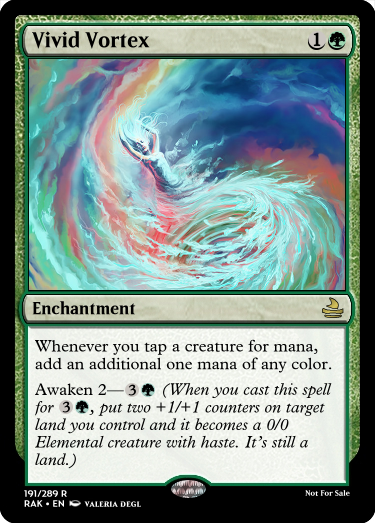 Vivid Vortex 1
Enchantment
Whenever you tap a creature for mana,
add an additional one mana of any color.
Awaken 2—3 (When you cast this spell
for 3, put two +1/+1 counters on target
land you control and it becomes a 0/0
Elemental creature with haste. It's still a
land.)
191/289 R
Not For Sale
RAK • EN VALERIA DEGL